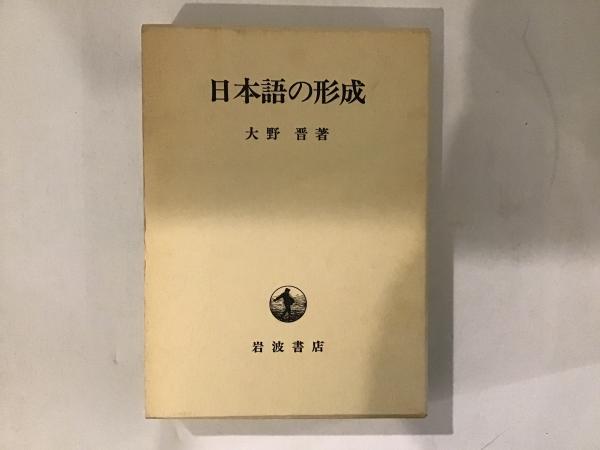 日本語の形成
大野 晋著
岩波書店